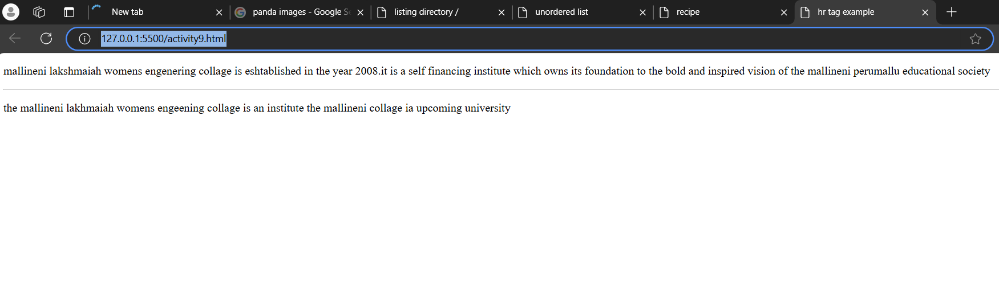 New tab
panda images - Google Se
listing directory /
unordered list
recipe
hr tag example
127.0.0.1:5500/activity9.html
mallineni lakshmaiah womens engenering collage is eshtablished in the year 2008.it is a self financing institute which owns its foundation to the bold and inspired vision of the mallineni perumallu educational society
the mallineni lakhmaiah womens engeening collage is an institute the mallineni collage ia upcoming university